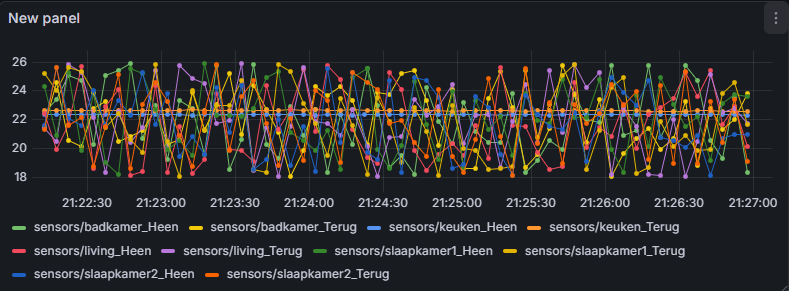 New panel
26
24
22
20
18
21:22:30 21:23:00 21:23:30 21:24:00 21:24:30 21:25:00 21:25:30 21:26:00 21:26:30 21:27:00
sensors/badkamer_Heen sensors/badkamer_Terug sensors/keuken_Heen sensors/keuken_Terug
sensors/living_Heen sensors/living_Terug sensors/slaapkamer1_Heen sensors/slaapkamer1_Terug
sensors/slaapkamer2_Heen sensors/slaapkamer2_Terug